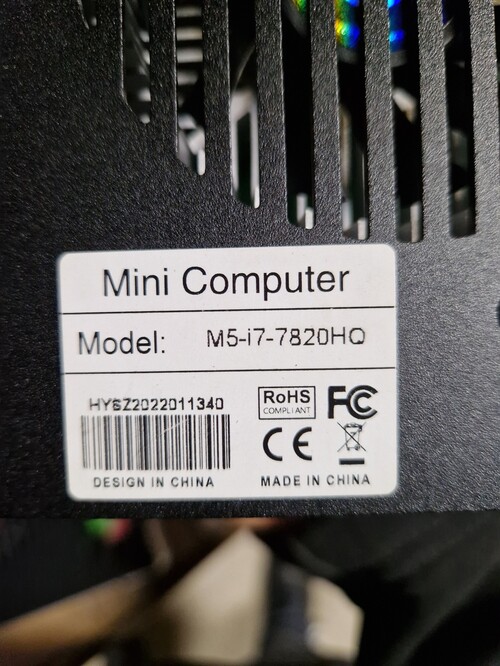 Mini Computer
Model: M5-i7-7820HQ
HYSZ2022011340
RoHS
COMPLIANT
FC
CE
DESIGN IN CHINA
MADE IN CHINA